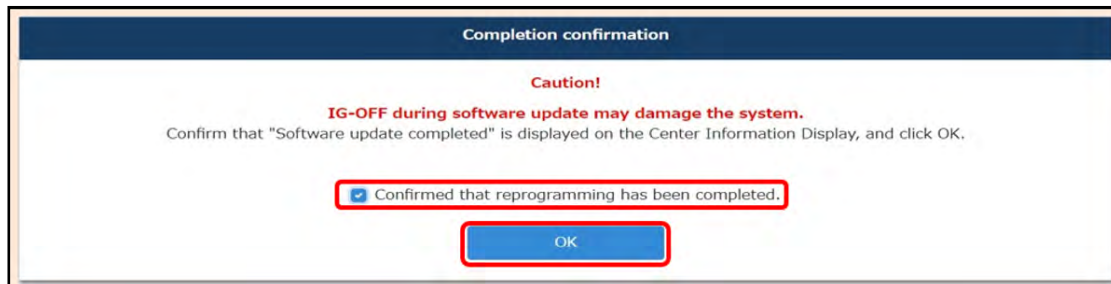 Completion confirmation
Caution!
IG-OFF during software update may damage the system.
Confirm that "Software update completed" is displayed on the Center Information Display, and click OK.
Confirmed that reprogramming has been completed.
OK